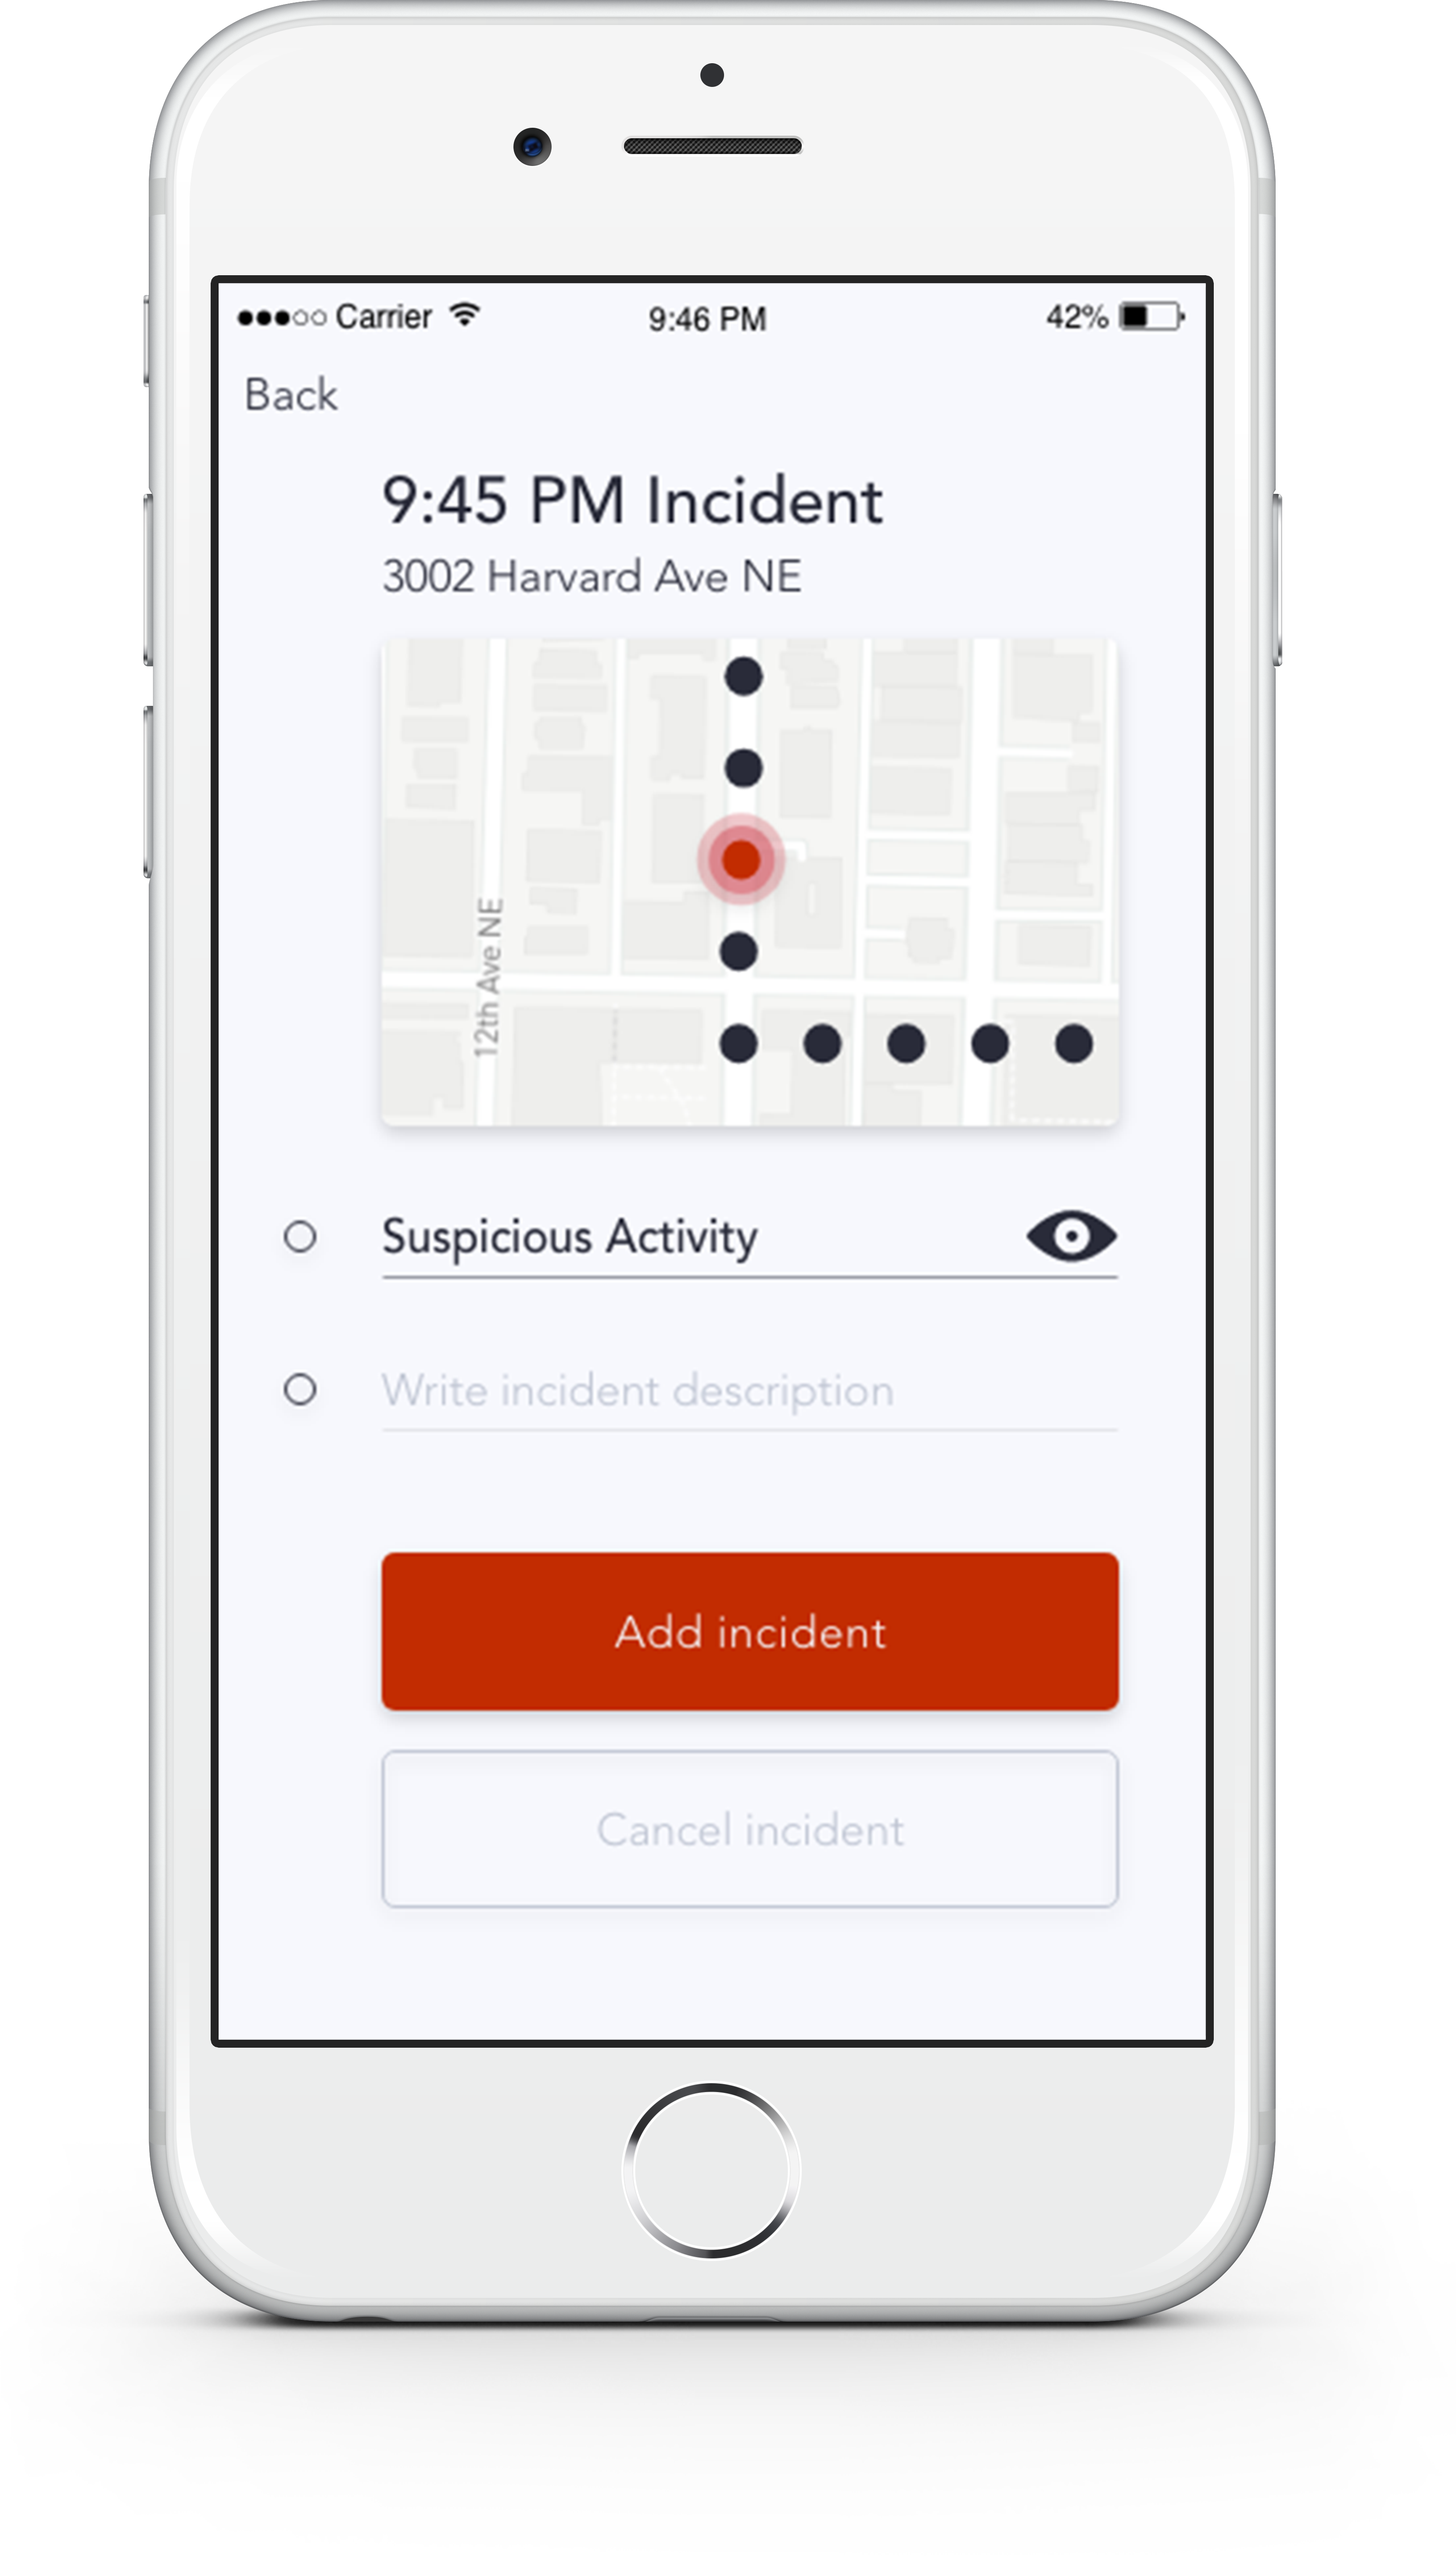 Carrier 9:46 PM 42%
Back
9:45 PM Incident
3002 Harvard Ave NE
12th Ave NE
Suspicious Activity
Write incident description
Add incident
Cancel incident